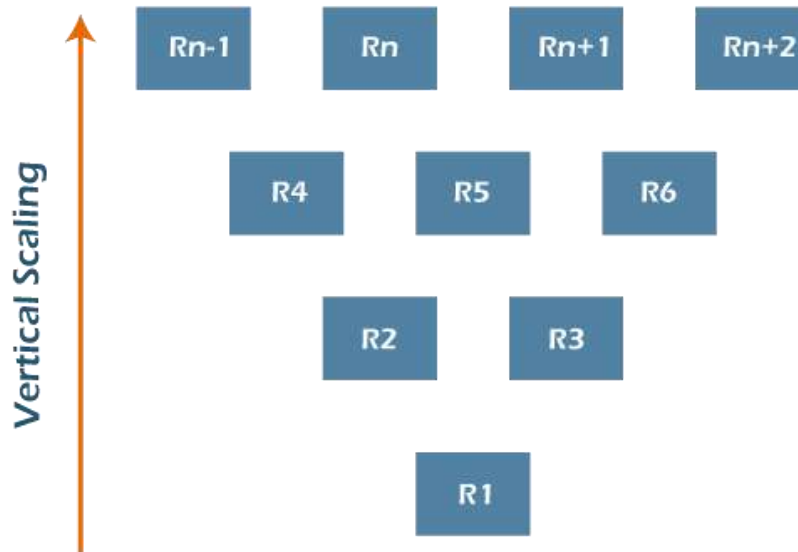 Vertical Scaling
Rn-1 Rn Rn+1 Rn+2
R4 R5 R6
R2 R3
R1